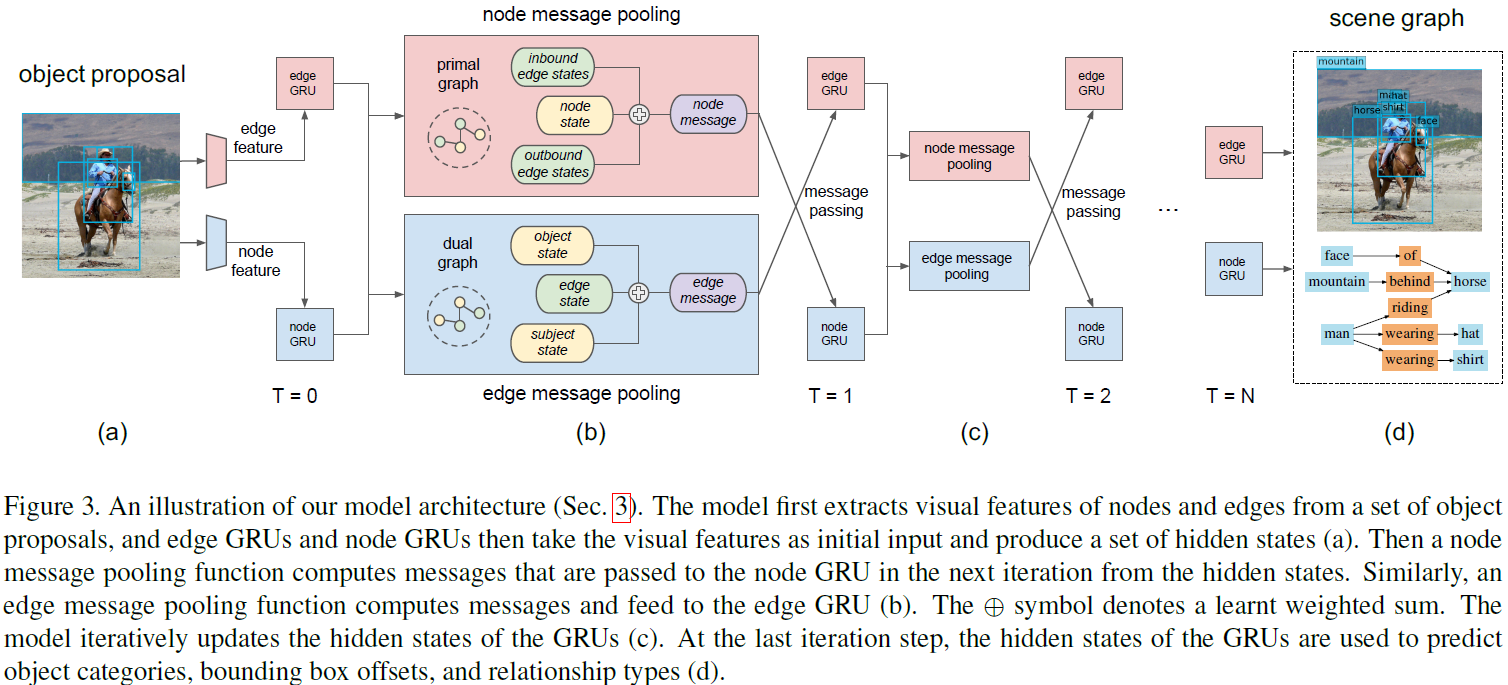 node message pooling
scene graph
object proposal
edge
feature
node
feature
edge
GRU
node
GRU
T = 0
primal
graph
inbound
edge states
node
state
outbound
edge states
node
message
dual
graph
object
state
edge
state
subject
state
edge
message
edge message pooling
message
passing
edge
GRU
node
GRU
T = 1
node message
pooling
edge message
pooling
message
passing
edge
GRU
node
GRU
T = 2
...
edge
GRU
node
GRU
T = N
mountain
horse
shirt
face
face
of
mountain
behind
horse
riding
man
wearing
hat
wearing
shirt
(a)
(b)
(c)
(d)
Figure 3. An illustration of our model architecture (Sec. 3). The model first extracts visual features of nodes and edges from a set of object
proposals, and edge GRUs and node GRUs then take the visual features as initial input and produce a set of hidden states (a). Then a node
message pooling function computes messages that are passed to the node GRU in the next iteration from the hidden states. Similarly, an
edge message pooling function computes messages and feed to the edge GRU (b). The ⊕ symbol denotes a learnt weighted sum. The
model iteratively updates the hidden states of the GRUs (c). At the last iteration step, the hidden states of the GRUs are used to predict
object categories, bounding box offsets, and relationship types (d).